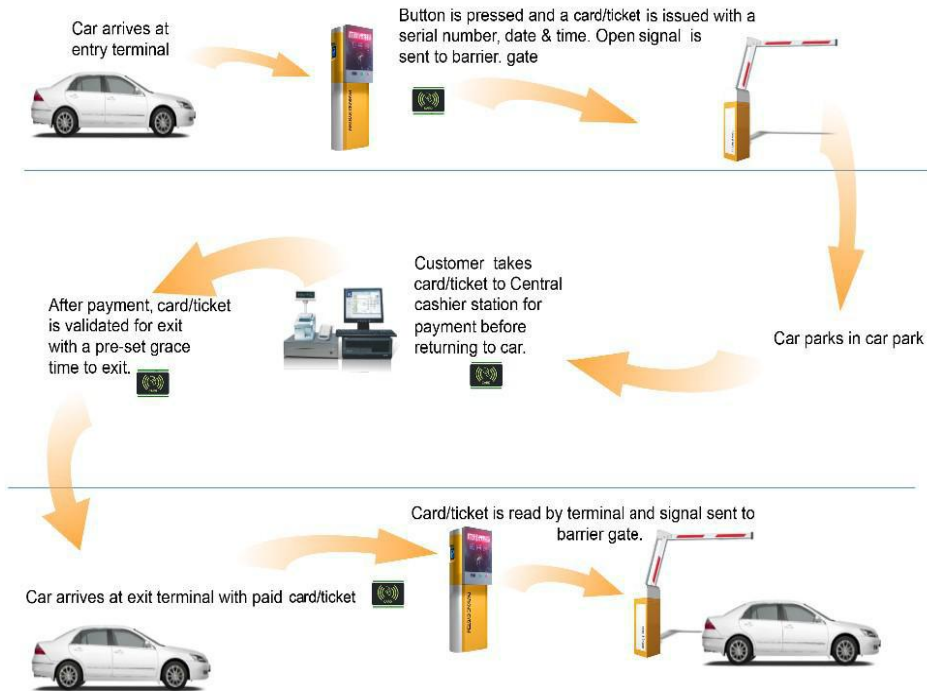 Car arrives at
entry terminal
Button is pressed and a card/ticket is issued with a
serial number, date & time. Open signal is
sent to barrier. gate
Customer takes
card/ticket to Central
cashier station for
payment before
returning to car.
After payment, card/ticket
is validated for exit
with a pre-set grace
time to exit.
Car parks in car park
Card/ticket is read by terminal and signal sent to
barrier gate.
Car arrives at exit terminal with paid card/ticket